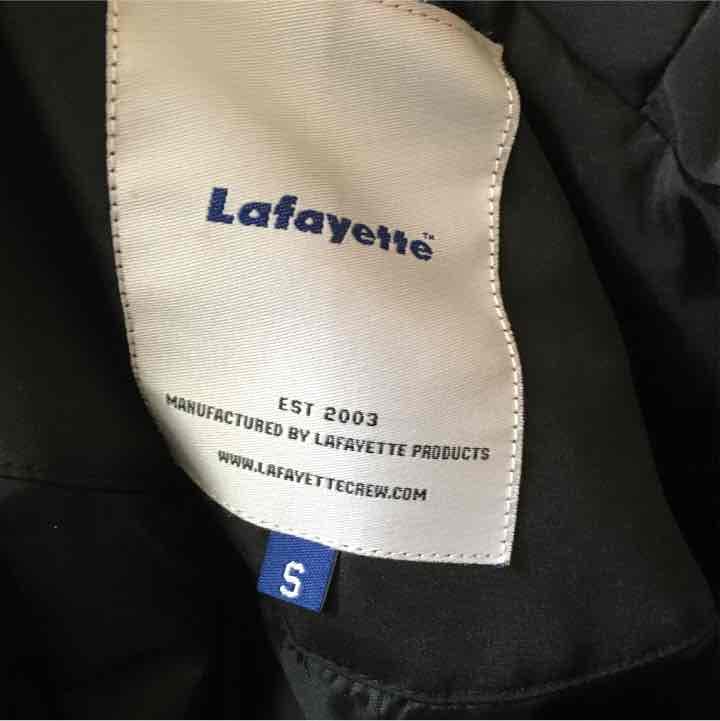 Lafayette™
EST 2003
MANUFACTURED BY LAFAYETTE PRODUCTS
WWW.LAFAYETTECREW.COM
S